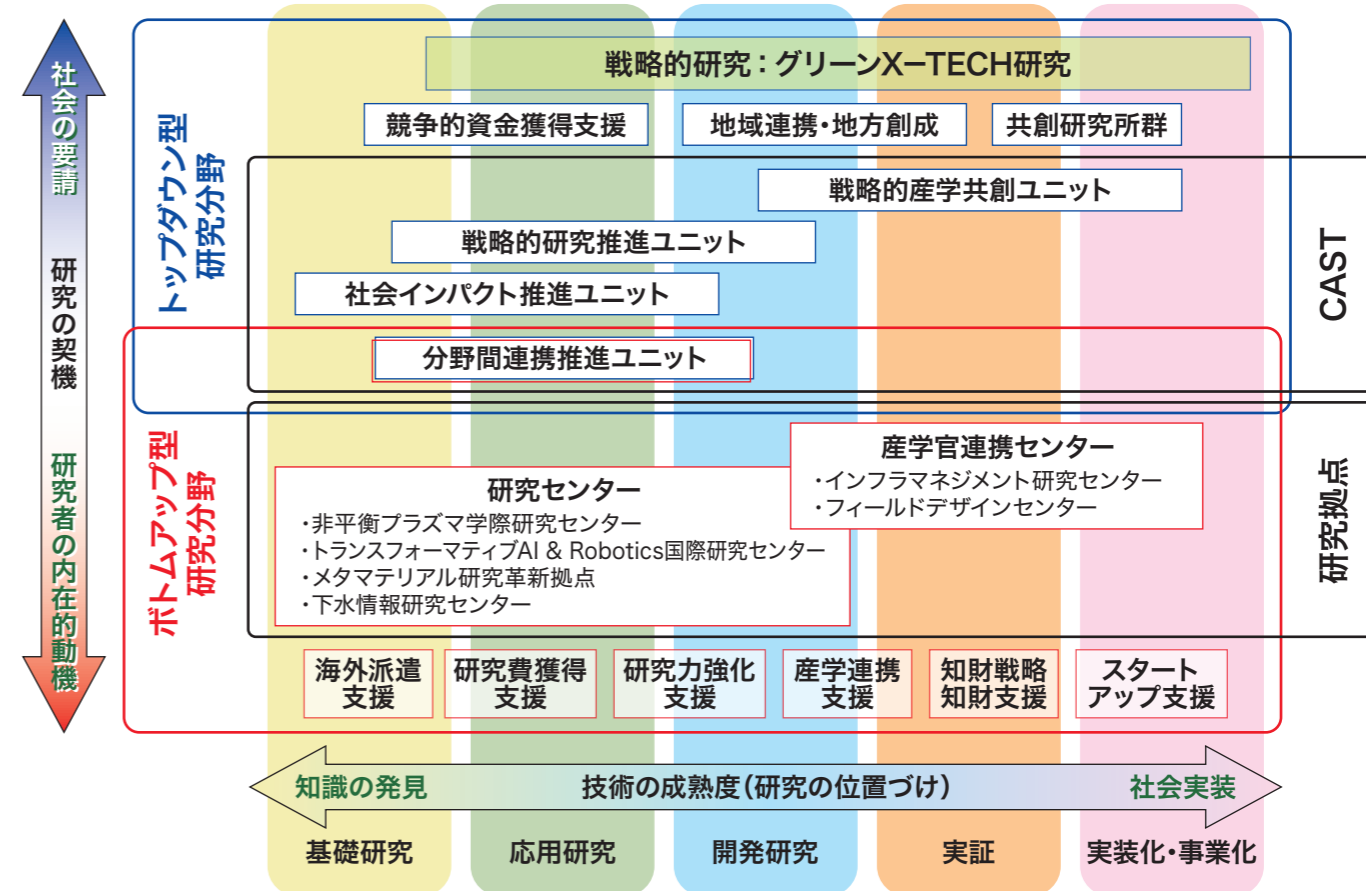 社会の要請
研究の契機
研究者の内在的動機
トップダウン型
研究分野
戦略的研究：グリーンX−TECH研究
競争的資金獲得支援
地域連携・地方創成
共創研究所群
戦略的産学共創ユニット
戦略的研究推進ユニット
社会インパクト推進ユニット
分野間連携推進ユニット
CAST
ボトムアップ型
研究分野
産学官連携センター
・インフラマネジメント研究センター
・フィールドデザインセンター
研究センター
・非平衡プラズマ学際研究センター
・トランスフォーマティブAI & Robotics国際研究センター
・メタマテリアル研究革新拠点
・下水情報研究センター
研究拠点
海外派遣
支援
研究費獲得
支援
研究力強化
支援
産学連携
支援
知財戦略
知財支援
スタート
アップ支援
知識の発見
技術の成熟度（研究の位置づけ）
社会実装
基礎研究
応用研究
開発研究
実証
実装化・事業化